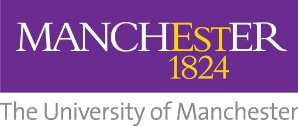 MANCHESTER
1824
The University of Manchester